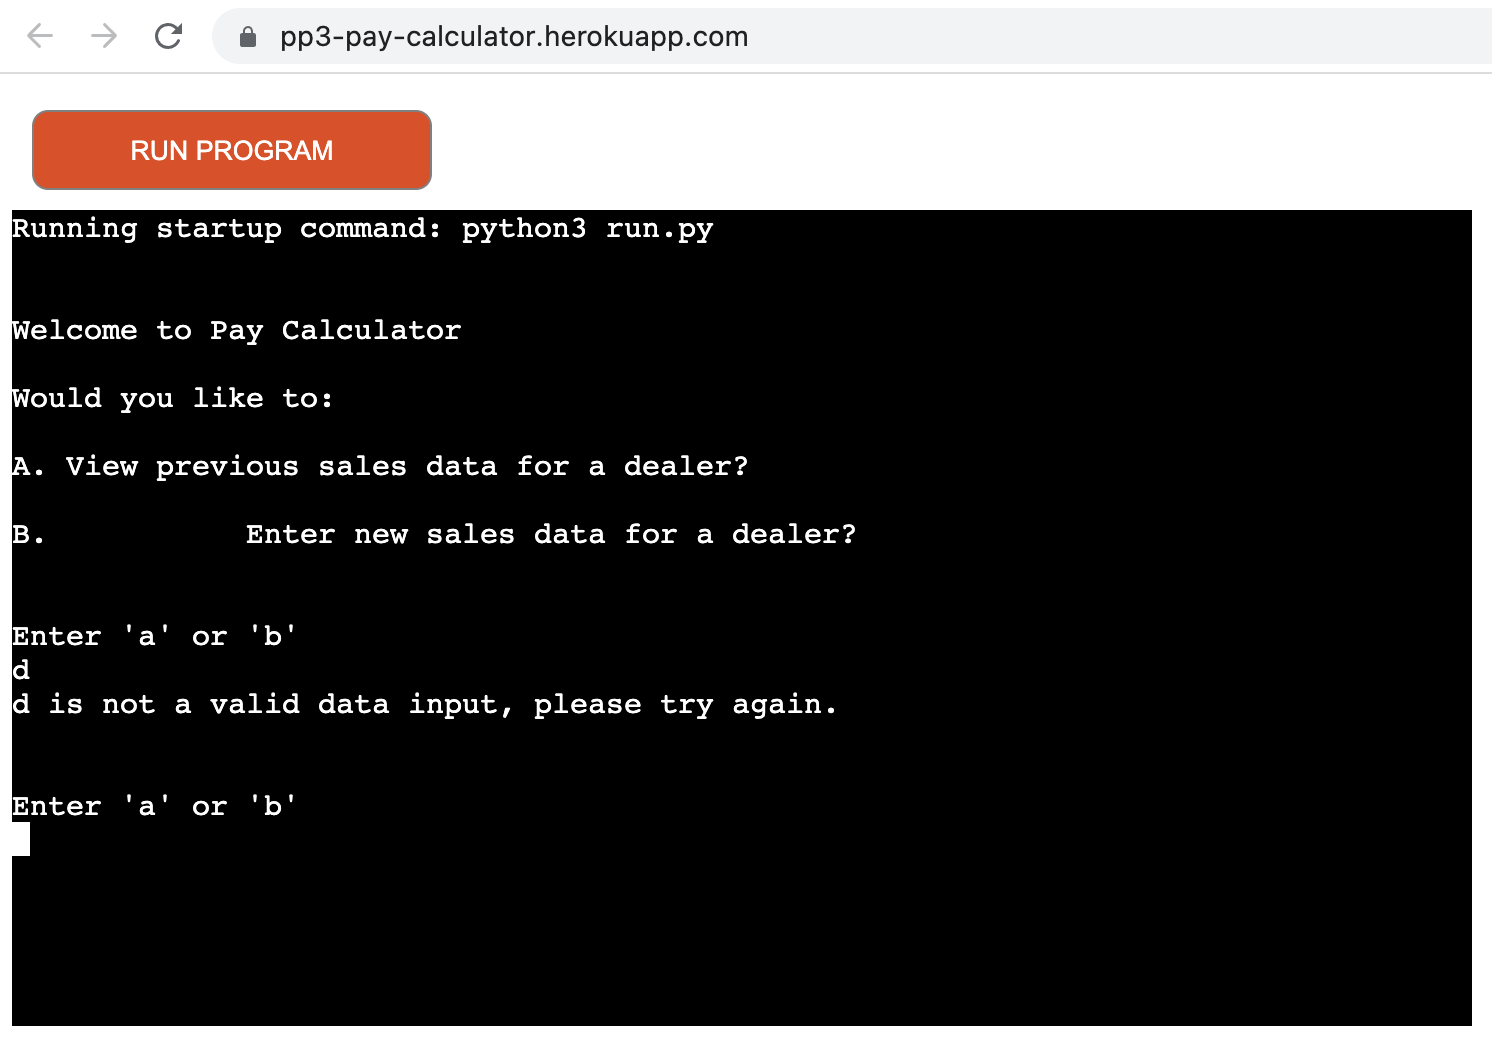 pp3-pay-calculator.herokuapp.com
RUN PROGRAM
Running startup command: python3 run.py
Welcome to Pay Calculator
Would you like to:
A. View previous sales data for a dealer?
B.             Enter new sales data for a dealer?
Enter 'a' or 'b'
d
d is not a valid data input, please try again.
Enter 'a' or 'b'